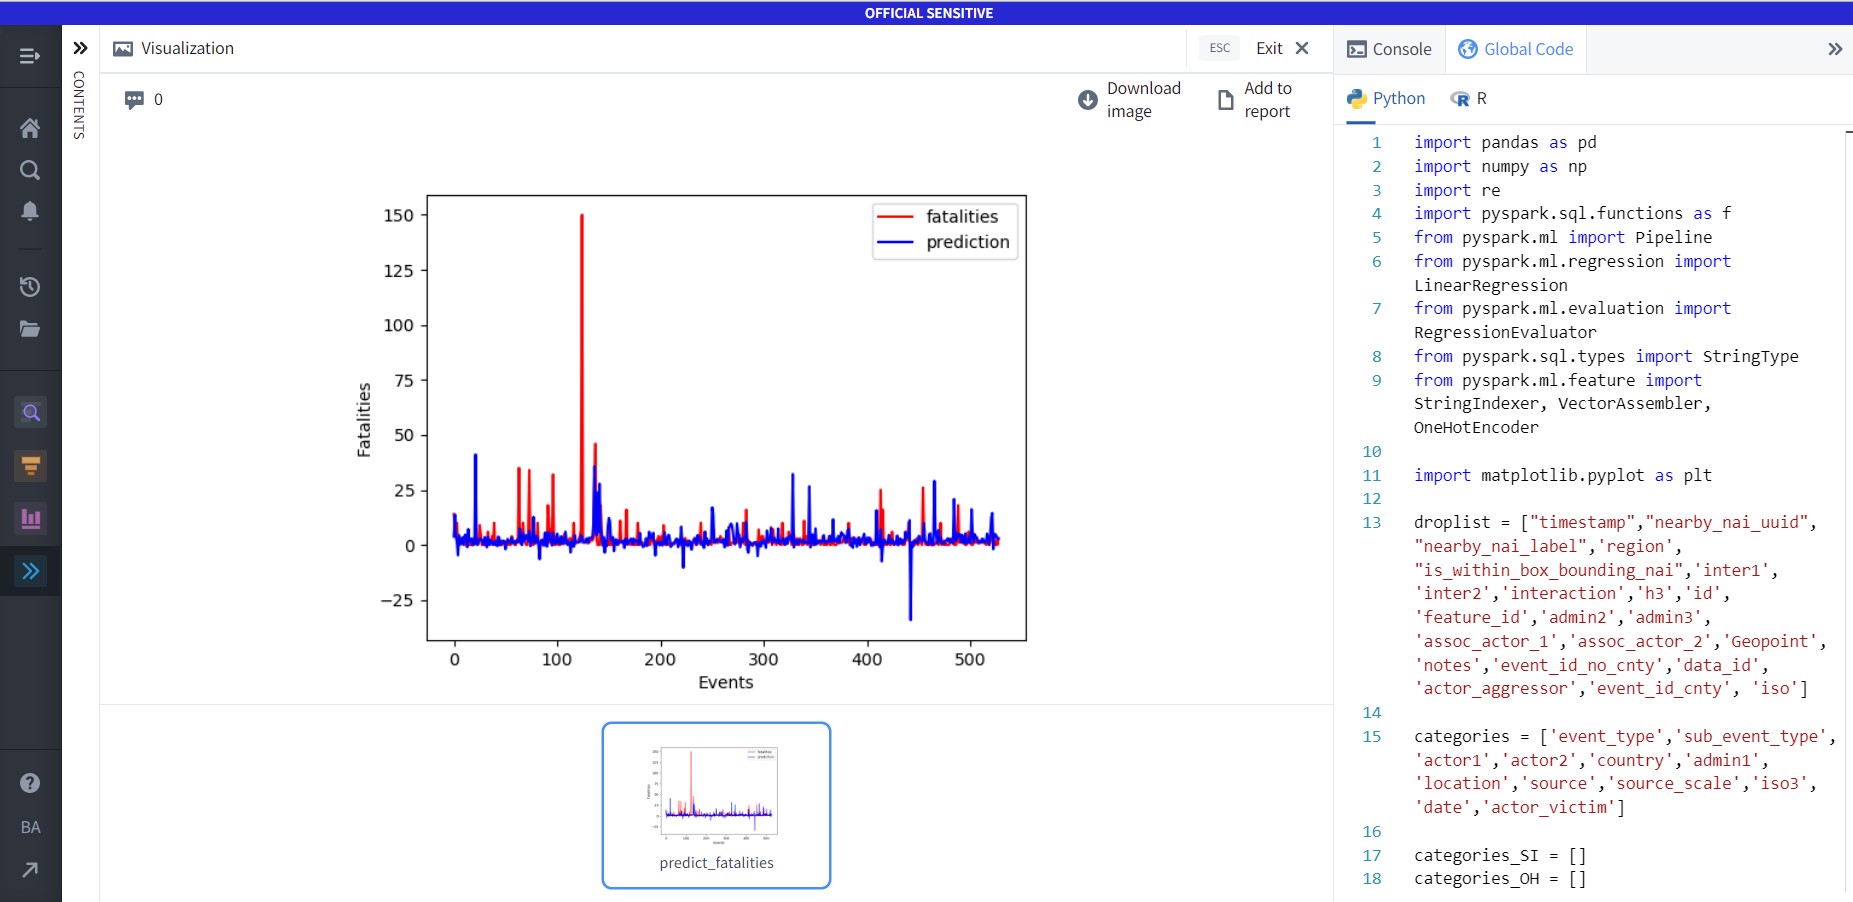 OFFICIAL SENSITIVE
CONTENTS
Visualization
ESC Exit
0
Download
image
Add to
report
fatalities
prediction
150
125
100
75
50
25
0
−25
Fatalities
0 100 200 300 400 500
Events
predict_fatalities
BA
Console
Global Code
Python
R
1 import pandas as pd
2 import numpy as np
3 import re
4 import pyspark.sql.functions as f
5 from pyspark.ml import Pipeline
6 from pyspark.ml.regression import
LinearRegression
7 from pyspark.ml.evaluation import
RegressionEvaluator
8 from pyspark.sql.types import StringType
9 from pyspark.ml.feature import
StringIndexer, VectorAssembler,
OneHotEncoder
10
11 import matplotlib.pyplot as plt
12
13 droplist = ["timestamp","nearby_nai_uuid",
"nearby_nai_label",'region',
"is_within_box_bounding_nai",'inter1',
'inter2','interaction','h3','id',
'feature_id','admin2','admin3',
'assoc_actor_1','assoc_actor_2','Geopoint',
'notes','event_id_no_cnty','data_id',
'actor_aggressor','event_id_cnty', 'iso']
14
15 categories = ['event_type','sub_event_type',
'actor1','actor2','country','admin1',
'location','source','source_scale','iso3',
'date','actor_victim']
16
17 categories_SI = []
18 categories_OH = []